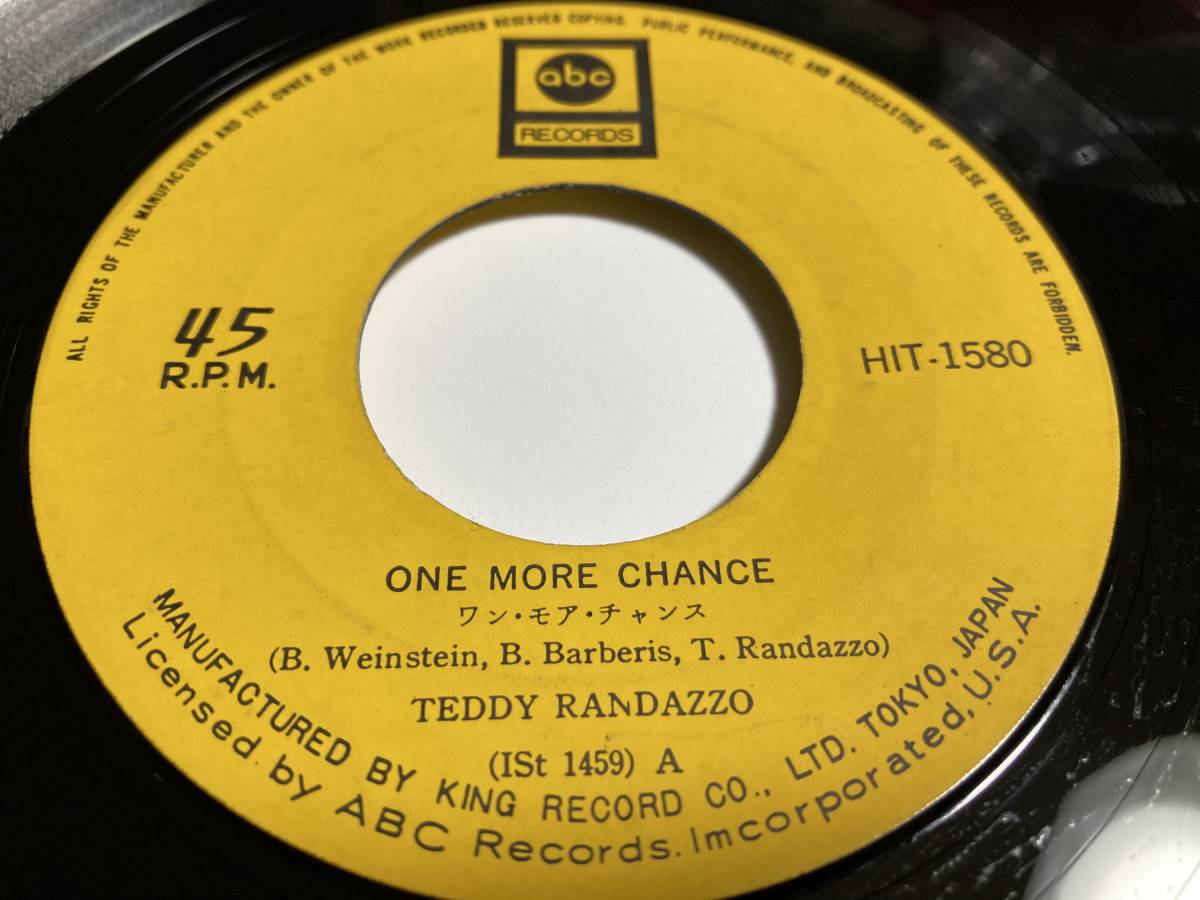 ALL RIGHTS OF THE MANUFACTURER AND THE OWNER OF THE WORK RECORDED RESERVED COPYING. PUBLIC PERFORMANCE, AND BROADCASTING OF THESE RECORDS ARE FORBIDDEN.
abc
RECORDS
45
R.P.M.
HIT-1580
ONE MORE CHANCE
ワン・モア・チャンス
(B. Weinstein, B. Barberis, T. Randazzo)
TEDDY RANDAZZO
(ISt 1459) A
MANUFACTURED BY KING RECORD CO., LTD. TOKYO, JAPAN
Licensed by ABC Records. Imcorporated, U.S.A.